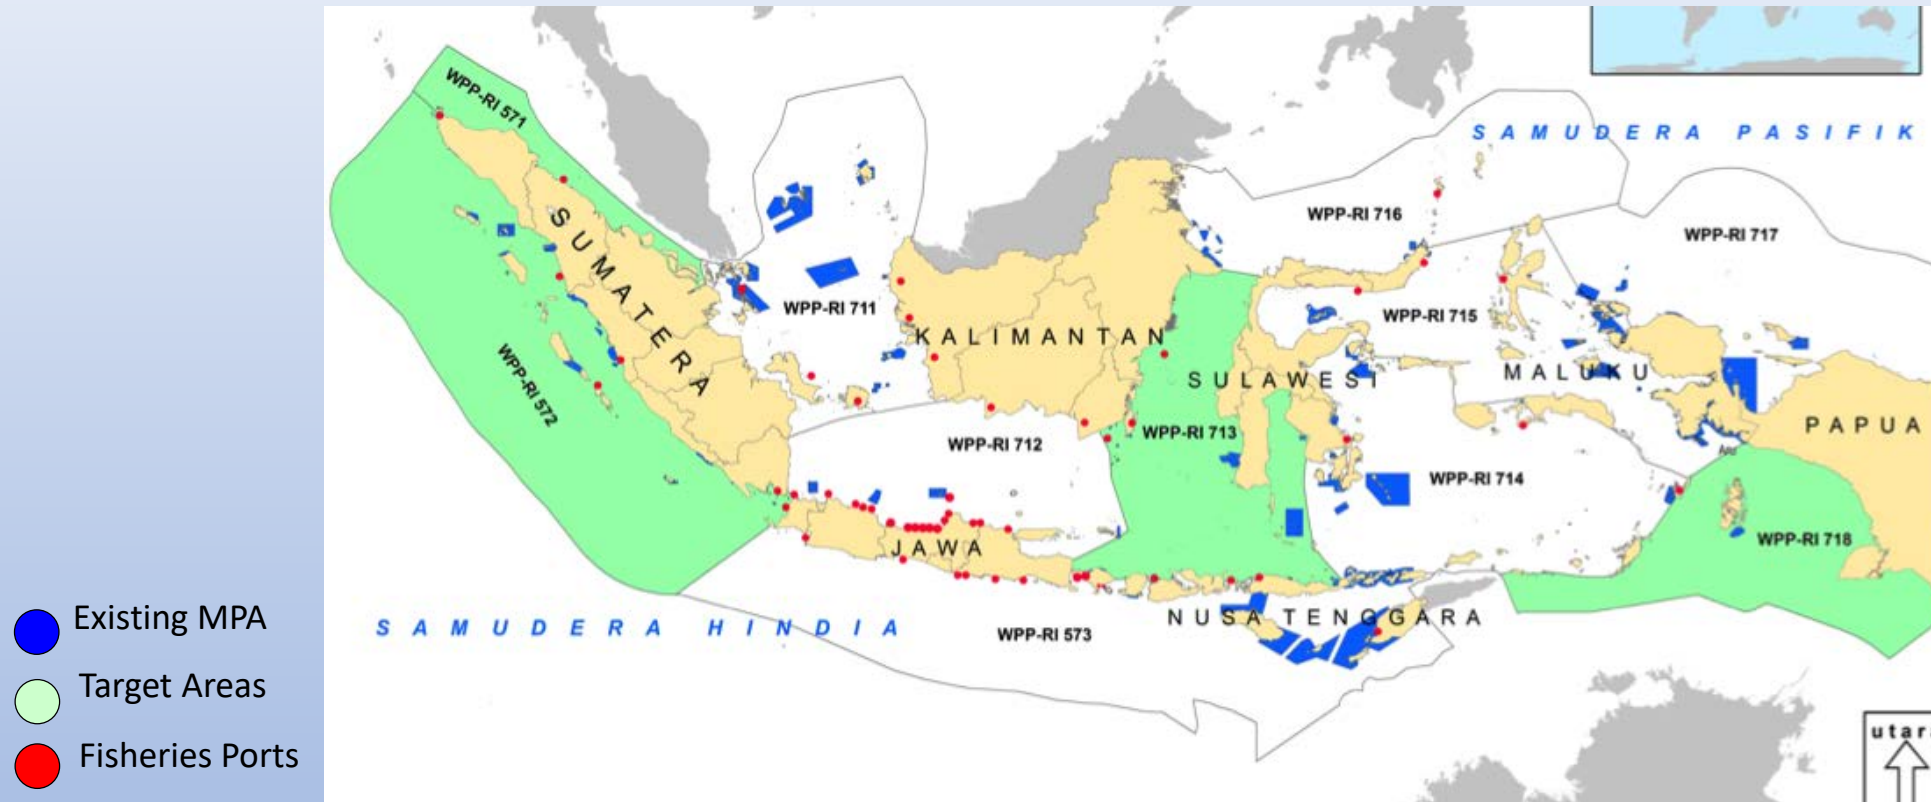 WPP-RI 571
SAMUDERA PASIFIK
WPP-RI 716
WPP-RI 717
SUMATERA
WPP-RI 711
WPP-RI 715
KALIMANTAN
WPP-RI 572
SULAWESI
MALUKU
PAPUA
WPP-RI 712
WPP-RI 713
WPP-RI 714
WPP-RI 718
JAWA
NUSA TENGGARA
SAMUDERA HINDIA
WPP-RI 573
Existing MPA
Target Areas
Fisheries Ports